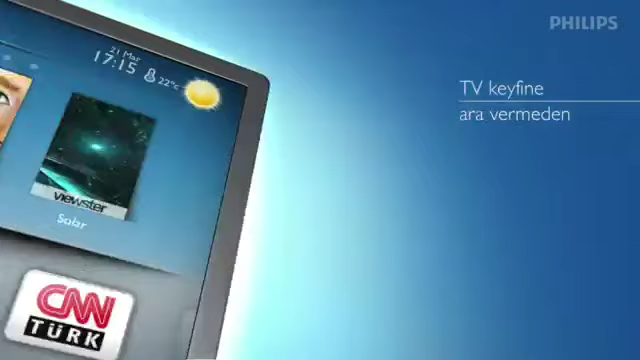 PHILIPS
21 Mar
17:15 22°C
TV keyfine
ara vermeden
viewster
Solar
CNN
TÜRK